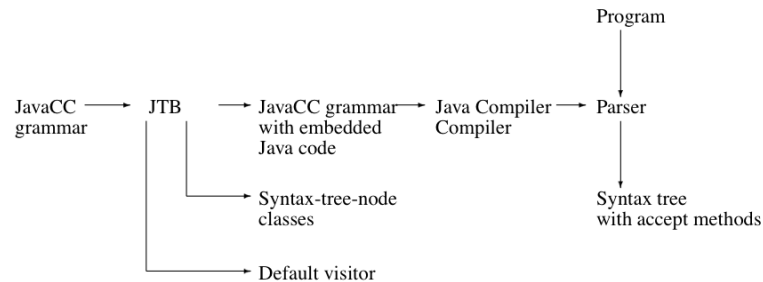 Program
JavaCC
grammar
JTB
JavaCC grammar
with embedded
Java code
Java Compiler
Compiler
Parser
Syntax-tree-node
classes
Syntax tree
with accept methods
Default visitor